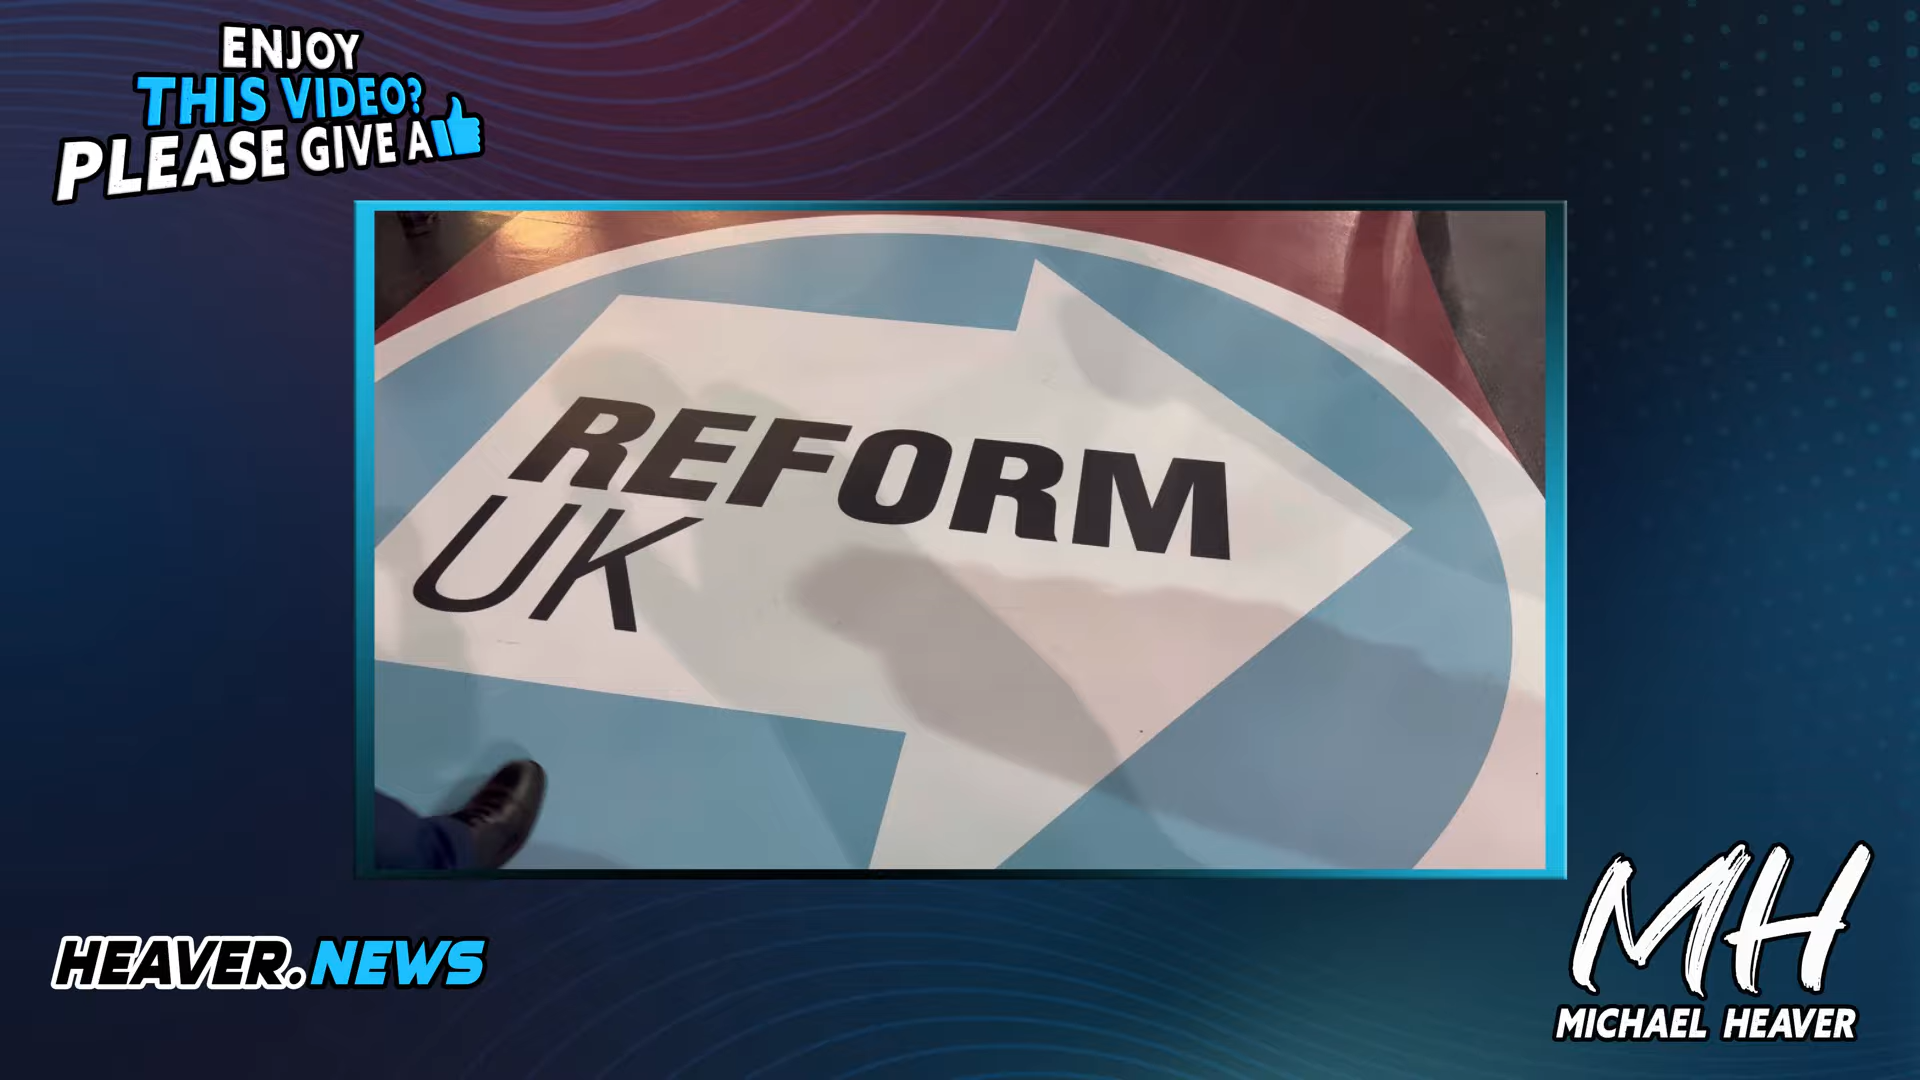 ENJOY
THIS VIDEO?
PLEASE GIVE A
REFORM
UK
HEAVER.NEWS
MH
MICHAEL HEAVER